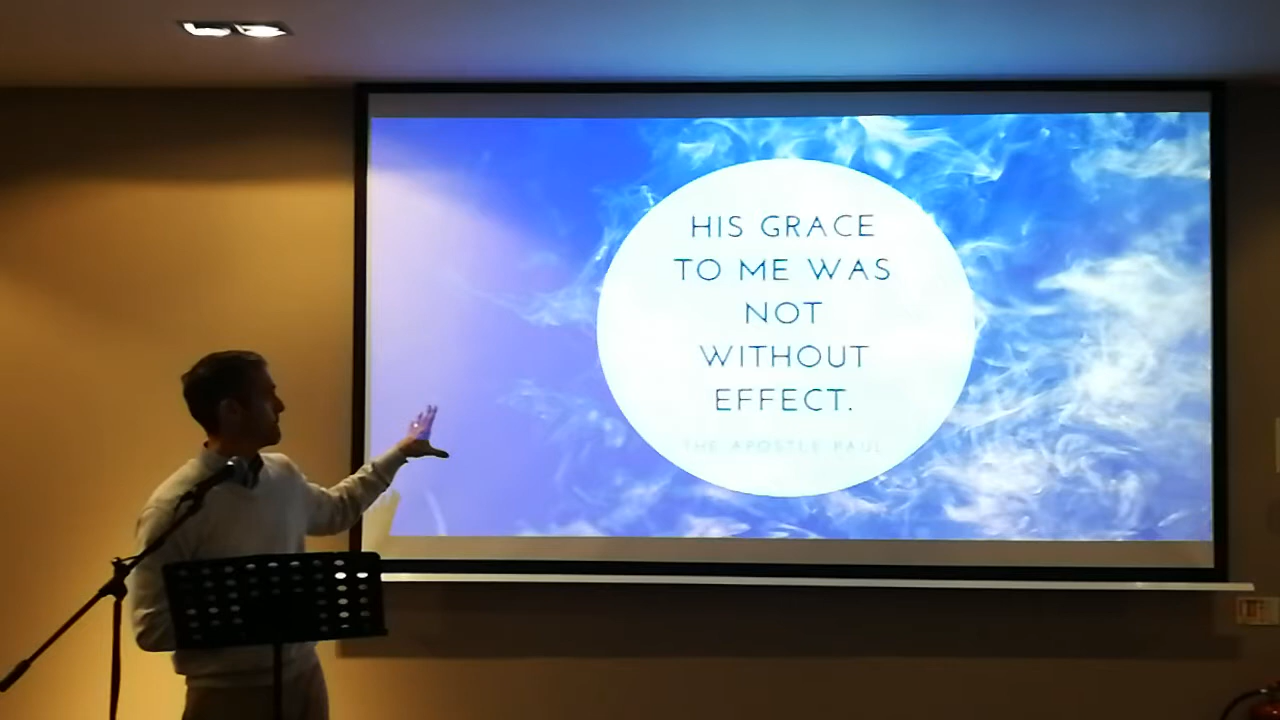 HIS GRACE
TO ME WAS
NOT
WITHOUT
EFFECT.
THE APOSTLE PAUL